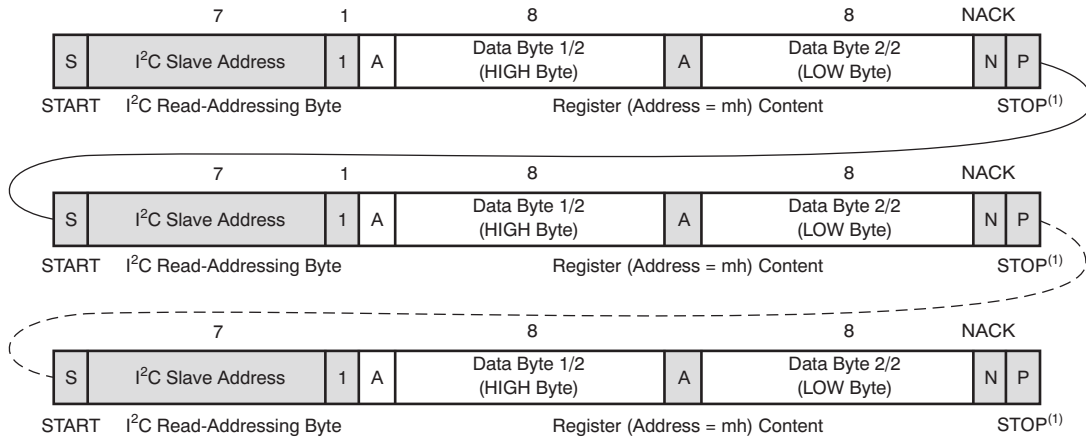 7 1 8 8 NACK
S I²C Slave Address 1 A Data Byte 1/2 (HIGH Byte) A Data Byte 2/2 (LOW Byte) N P
START I²C Read-Addressing Byte Register (Address = mh) Content STOP⁽¹⁾
7 1 8 8 NACK
S I²C Slave Address 1 A Data Byte 1/2 (HIGH Byte) A Data Byte 2/2 (LOW Byte) N P
START I²C Read-Addressing Byte Register (Address = mh) Content STOP⁽¹⁾
7 8 8 NACK
S I²C Slave Address 1 A Data Byte 1/2 (HIGH Byte) A Data Byte 2/2 (LOW Byte) N P
START I²C Read-Addressing Byte Register (Address = mh) Content STOP⁽¹⁾